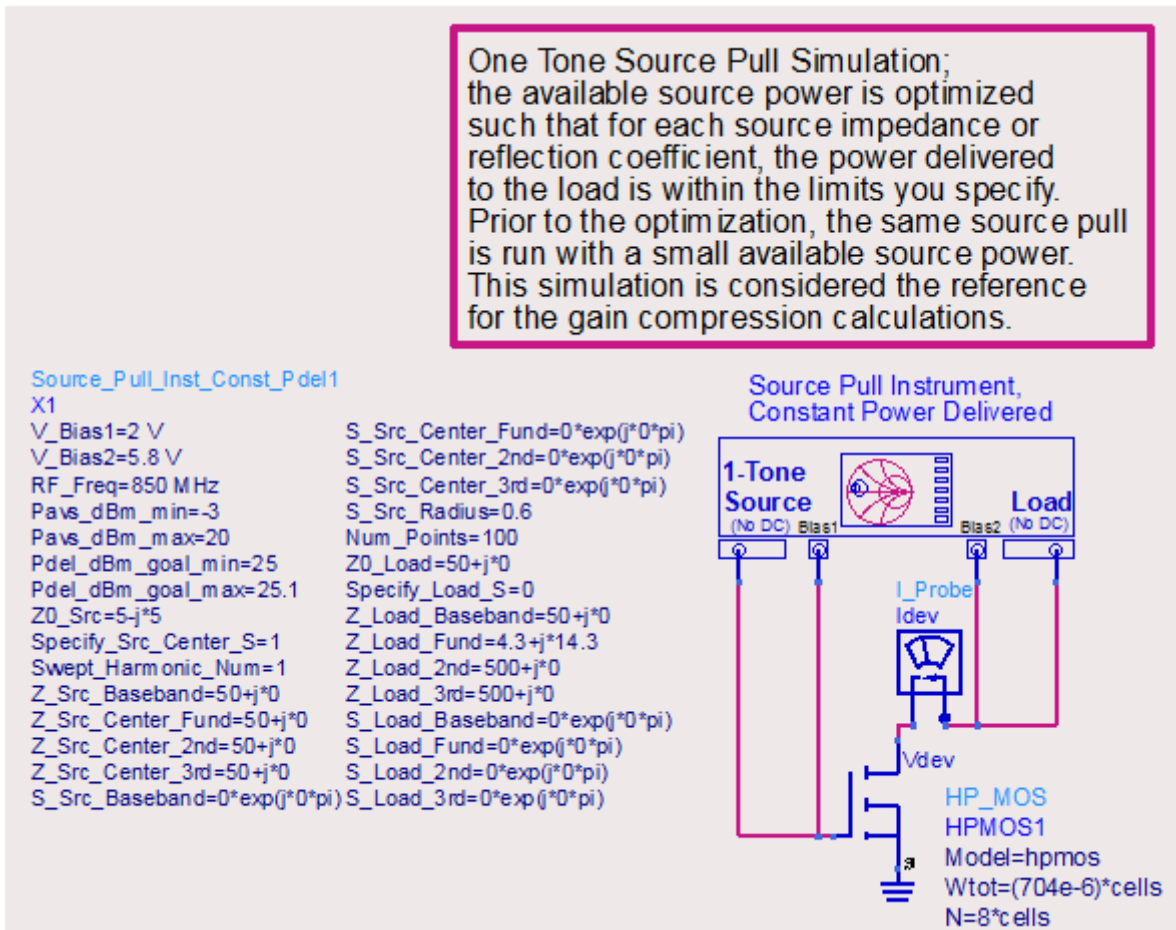 One Tone Source Pull Simulation;
the available source power is optimized
such that for each source impedance or
reflection coefficient, the power delivered
to the load is within the limits you specify.
Prior to the optimization, the same source pull
is run with a small available source power.
This simulation is considered the reference
for the gain compression calculations.
Source_Pull_Inst_Const_Pdel1
X1
V_Bias1=2 V
V_Bias2=5.8 V
RF_Freq=850 MHz
Pavs_dBm_min=-3
Pavs_dBm_max=20
Pdel_dBm_goal_min=25
Pdel_dBm_goal_max=25.1
Z0_Src=5-j*5
Specify_Src_Center_S=1
Swept_Harmonic_Num=1
Z_Src_Baseband=50+j*0
Z_Src_Center_Fund=50+j*0
Z_Src_Center_2nd=50+j*0
Z_Src_Center_3rd=50+j*0
S_Src_Baseband=0*exp(j*0*pi)
S_Src_Center_Fund=0*exp(j*0*pi)
S_Src_Center_2nd=0*exp(j*0*pi)
S_Src_Center_3rd=0*exp(j*0*pi)
S_Src_Radius=0.6
Num_Points=100
Z0_Load=50+j*0
Specify_Load_S=0
Z_Load_Baseband=50+j*0
Z_Load_Fund=4.3+j*14.3
Z_Load_2nd=500+j*0
Z_Load_3rd=500+j*0
S_Load_Baseband=0*exp(j*0*pi)
S_Load_Fund=0*exp(j*0*pi)
S_Load_2nd=0*exp(j*0*pi)
S_Load_3rd=0*exp(j*0*pi)
Source Pull Instrument,
Constant Power Delivered
1-Tone
Source
(No DC)
Bias1
Bias2
Load
(No DC)
I_Probe
Idev
Vdev
HP_MOS
HPMOS1
Model=hpmos
Wtot=(704e-6)*cells
N=8*cells